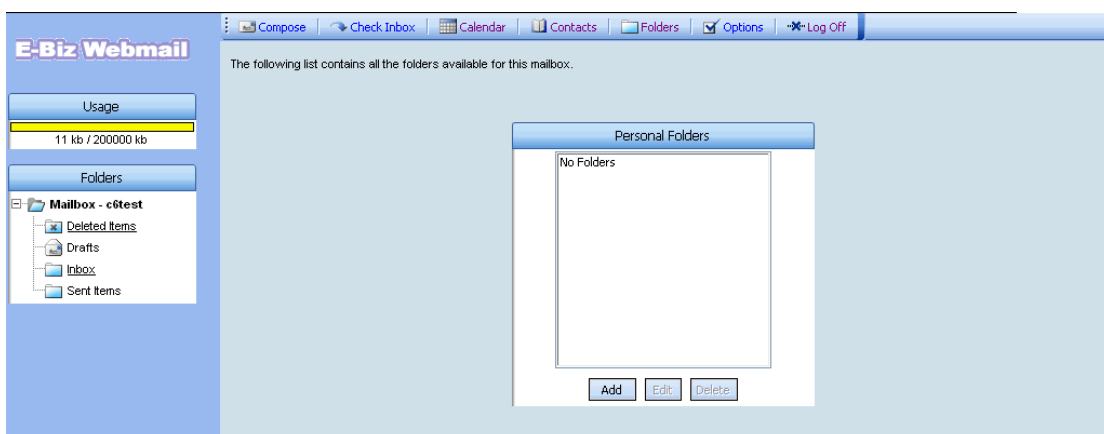 Compose Check Inbox Calendar Contacts Folders Options Log Off
E-Biz Webmail
The following list contains all the folders available for this mailbox.
Usage
11 kb / 200000 kb
Folders
Mailbox - c6test
Deleted Items
Drafts
Inbox
Sent Items
Personal Folders
No Folders
Add Edit Delete